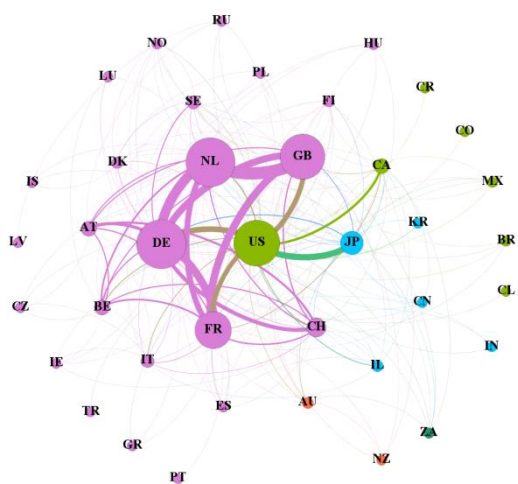 RU
NO
HU
PL
LU
CR
SE
FI
CO
NL
GB
DK
CA
IS
MX
KR
AT
DE
US
JP
BR
LV
CL
CN
CZ
BE
FR
CH
IN
IE
IT
IL
TR
ES
AU
GR
ZA
NZ
PT